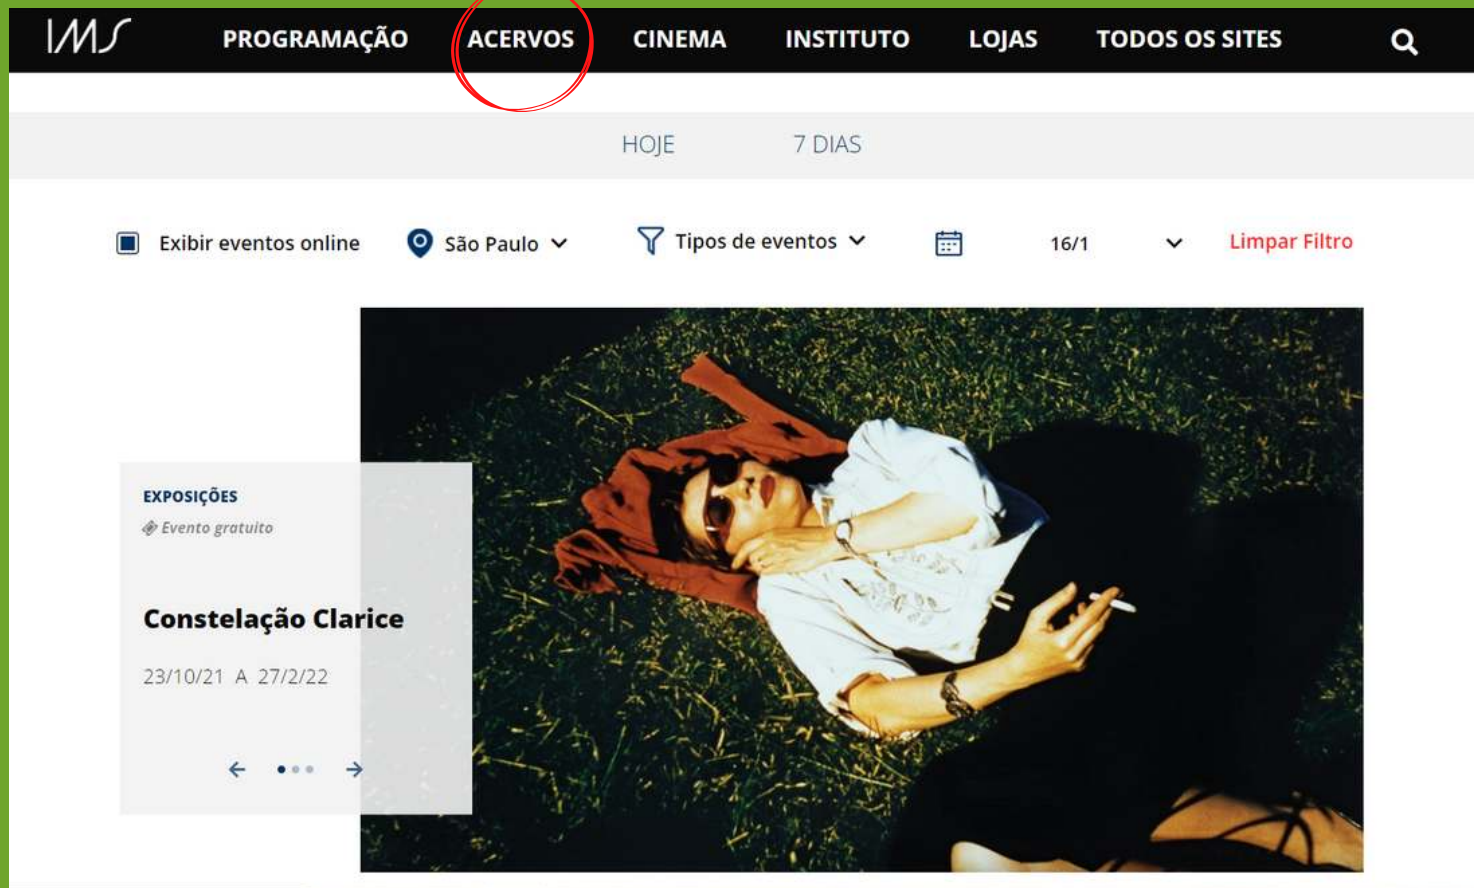 IMS PROGRAMAÇÃO ACERVOS CINEMA INSTITUTO LOJAS TODOS OS SITES
HOJE 7 DIAS
Exibir eventos online São Paulo Tipos de eventos 16/1 Limpar Filtro
EXPOSIÇÕES
Evento gratuito
Constelação Clarice
23/10/21 A 27/2/22